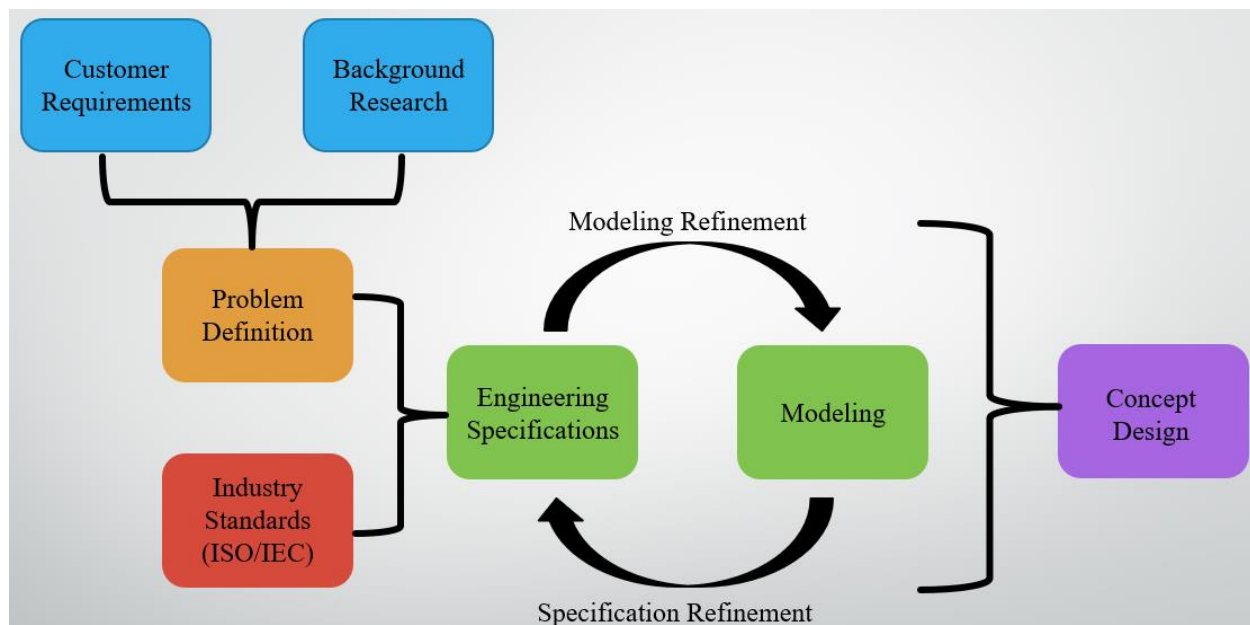 Customer
Requirements
Background
Research
Modeling Refinement
Problem
Definition
Engineering
Specifications
Modeling
Concept
Design
Industry
Standards
(ISO/IEC)
Specification Refinement